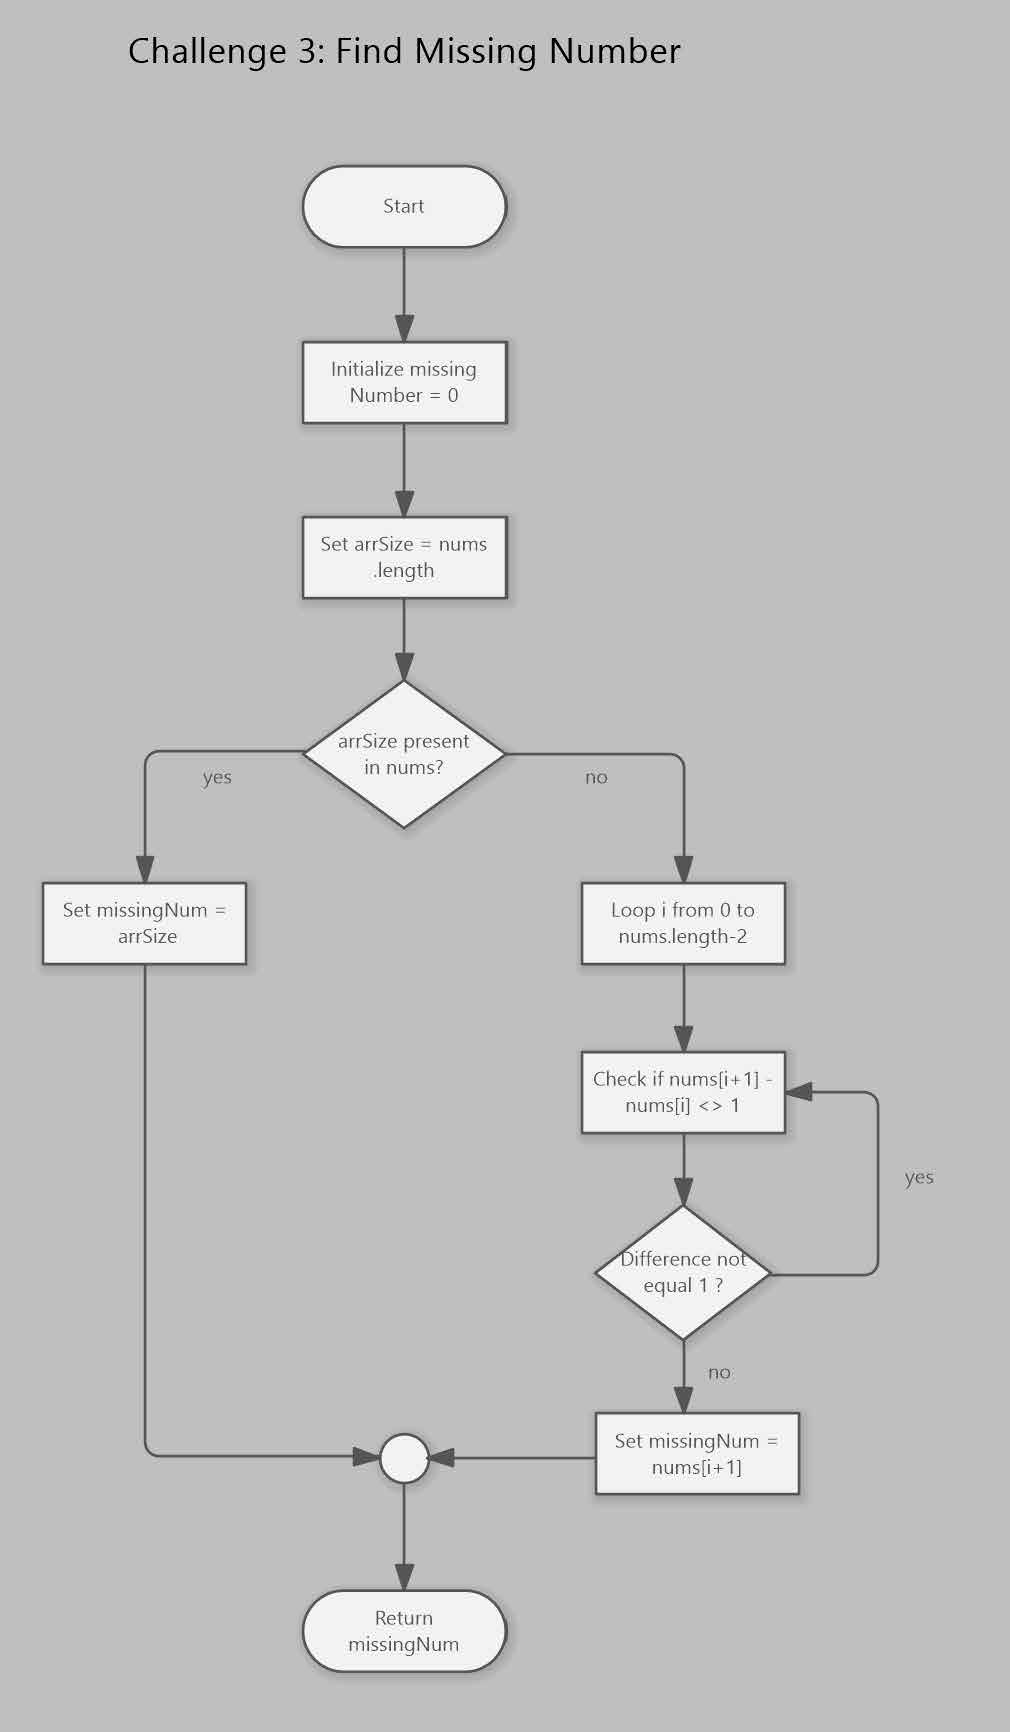 Challenge 3: Find Missing Number
Start
Initialize missing
Number = 0
Set arrSize = nums
.length
arrSize present
in nums?
yes
no
Set missingNum =
arrSize
Loop i from 0 to
nums.length-2
Check if nums[i+1] -
nums[i] <> 1
yes
Difference not
equal 1 ?
no
Set missingNum =
nums[i+1]
Return
missingNum